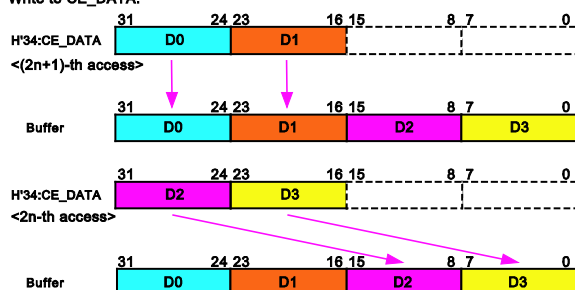 Write to CE_DATA:
31 24 23 16 15 8 7 0
H'34:CE_DATA D0 D1
<(2n+1)-th access>
31 24 23 16 15 8 7 0
Buffer D0 D1 D2 D3
31 24 23 16 15 8 7 0
H'34:CE_DATA D2 D3
<2n-th access>
31 24 23 16 15 8 7 0
Buffer D0 D1 D2 D3